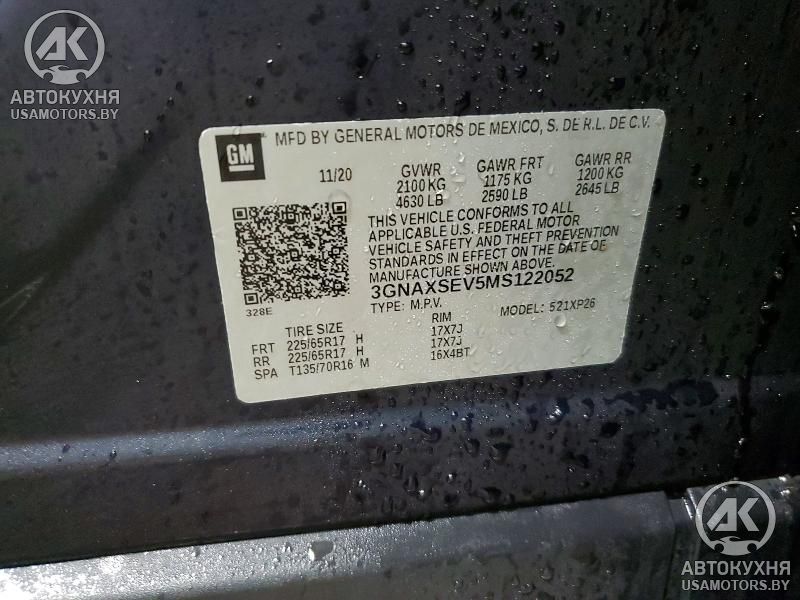 AK
АВТОКУХНЯ
USAMOTORS.BY
GM
MFD BY GENERAL MOTORS DE MEXICO, S. DE R.L. DE C.V.
11/20 GVWR GAWR FRT GAWR RR
2100 KG 1175 KG 1200 KG
4630 LB 2590 LB 2645 LB
THIS VEHICLE CONFORMS TO ALL
APPLICABLE U.S. FEDERAL MOTOR
VEHICLE SAFETY AND THEFT PREVENTION
STANDARDS IN EFFECT ON THE DATE OF
MANUFACTURE SHOWN ABOVE.
3GNAXSEV5MS122052
328E
TYPE: M.P.V. MODEL: 521XP26
TIRE SIZE RIM
FRT 225/65R17 H 17X7J
RR 225/65R17 H 17X7J
SPA T135/70R16 M 16X4BT
AK
АВТОКУХНЯ
USAMOTORS.BY